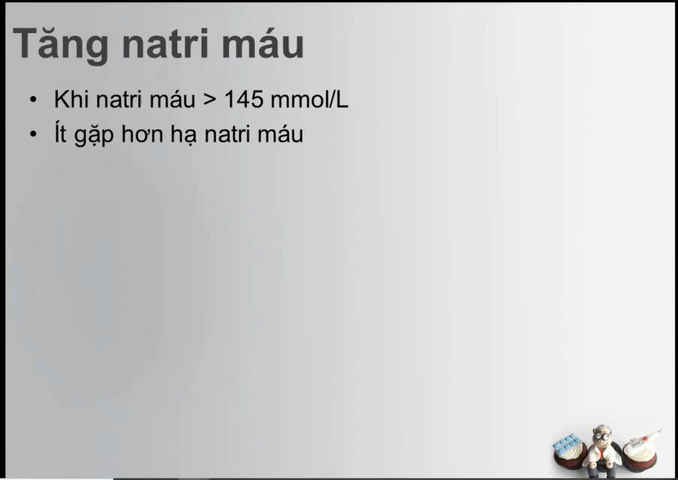 Tăng natri máu
• Khi natri máu > 145 mmol/L
• Ít gặp hơn hạ natri máu